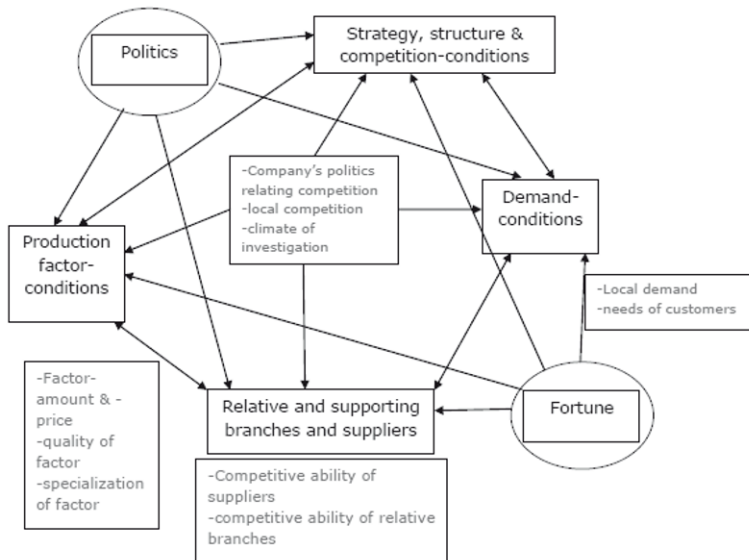 Politics
Strategy, structure &
competition-conditions
-Company's politics
relating competition
-local competition
-climate of
investigation
Demand-
conditions
Production
factor-
conditions
-Local demand
-needs of customers
-Factor-
amount & -
price
-quality of
factor
-specialization
of factor
Relative and supporting
branches and suppliers
Fortune
-Competitive ability of
suppliers
-competitive ability of relative
branches